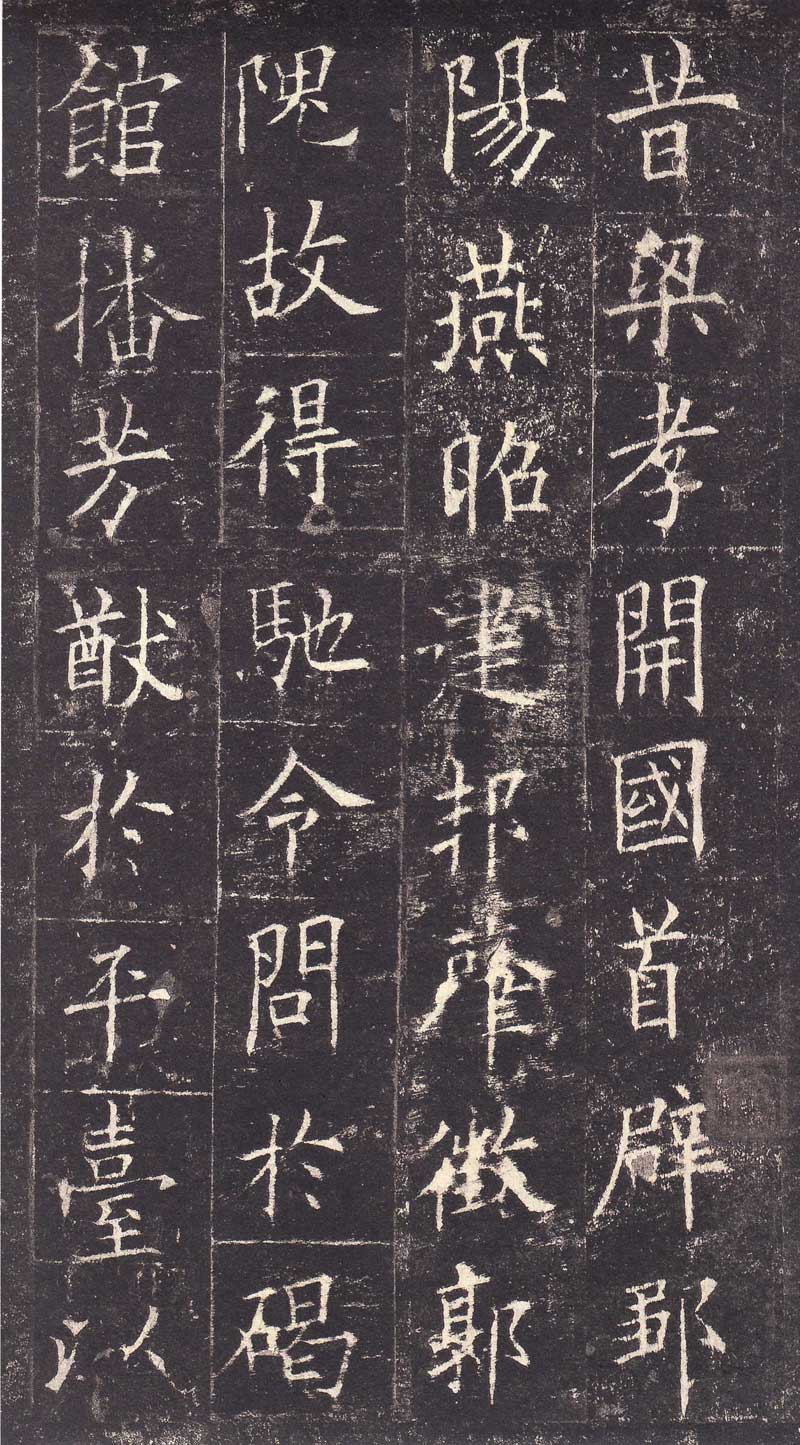 昔梁孝開國首辟鄒
陽燕昭建邦肇徵郭
隗故得馳令問於碣
館播芳猷於平臺以